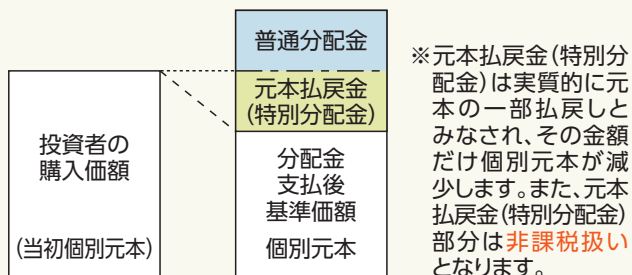 普通分配金
元本払戻金
(特別分配金)
投資者の
購入価額
(当初個別元本)
分配金
支払後
基準価額
個別元本
※元本払戻金(特別分
配金)は実質的に元
本の一部払戻しと
みなされ、その金額
だけ個別元本が減
少します。また、元本
払戻金(特別分配金)
部分は非課税扱い
となります。